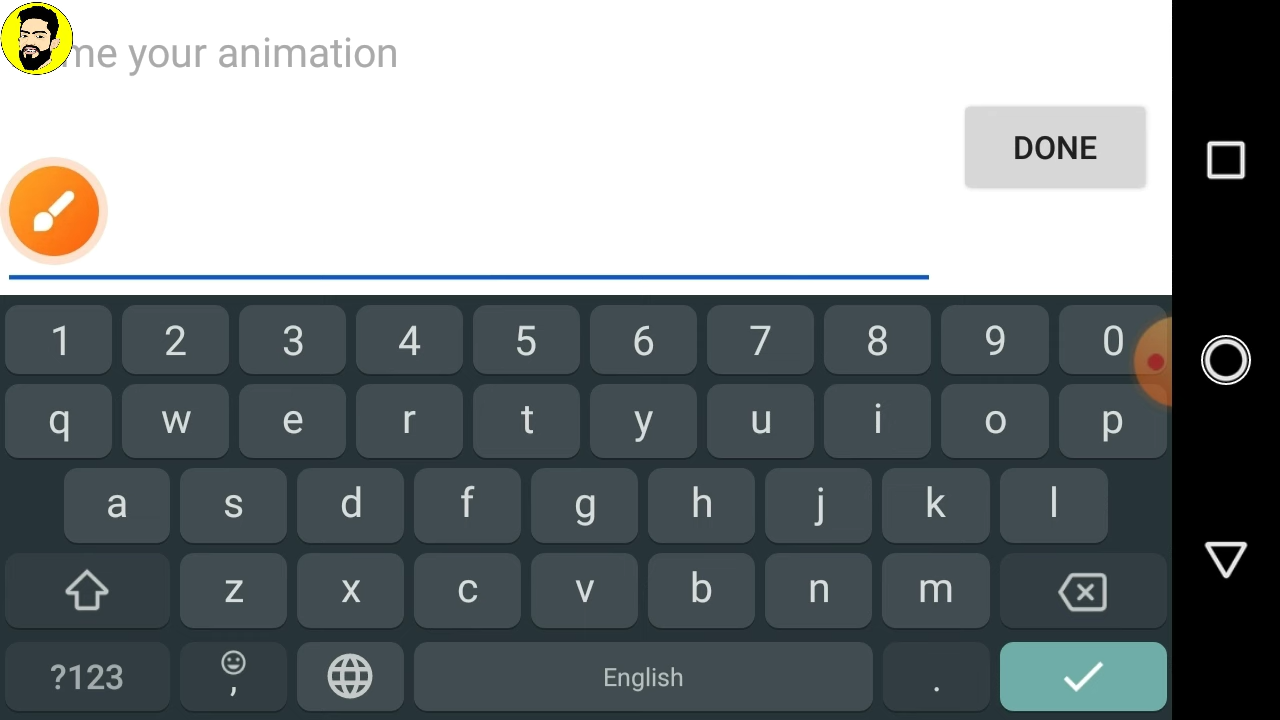 me your animation
DONE
1 2 3 4 5 6 7 8 9 0
q w e r t y u i o p
a s d f g h j k l
z x c v b n m
?123 , English .